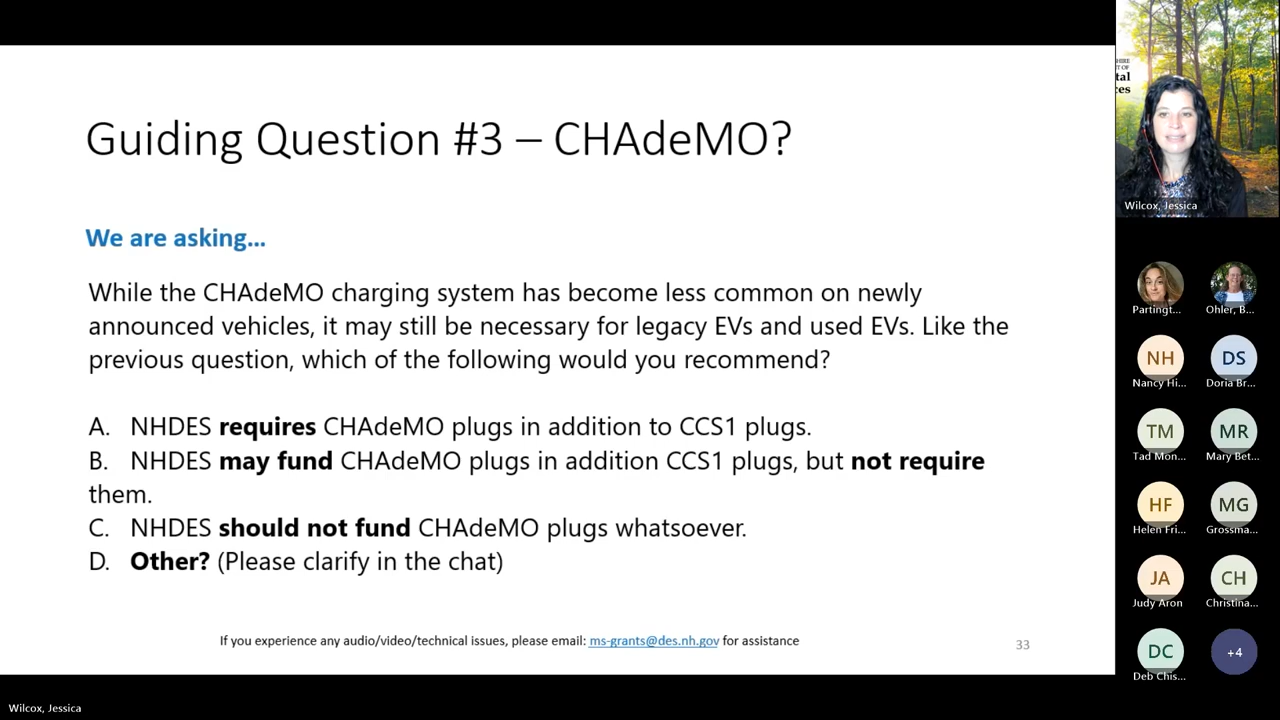 Guiding Question #3 – CHAdeMO?
We are asking...
While the CHAdeMO charging system has become less common on newly
announced vehicles, it may still be necessary for legacy EVs and used EVs. Like the
previous question, which of the following would you recommend?
A. NHDES requires CHAdeMO plugs in addition to CCS1 plugs.
B. NHDES may fund CHAdeMO plugs in addition CCS1 plugs, but not require
them.
C. NHDES should not fund CHAdeMO plugs whatsoever.
D. Other? (Please clarify in the chat)
If you experience any audio/video/technical issues, please email: ms-grants@des.nh.gov for assistance
33
Wilcox, Jessica
Partingt...
Ohler, B...
NH
DS
Nancy Hi...
Doria Br...
TM
MR
Tad Mon...
Mary Bet...
HF
MG
Helen Fri...
Grossma...
JA
CH
Judy Aron
Christina...
DC
+4
Deb Chis...
Wilcox, Jessica